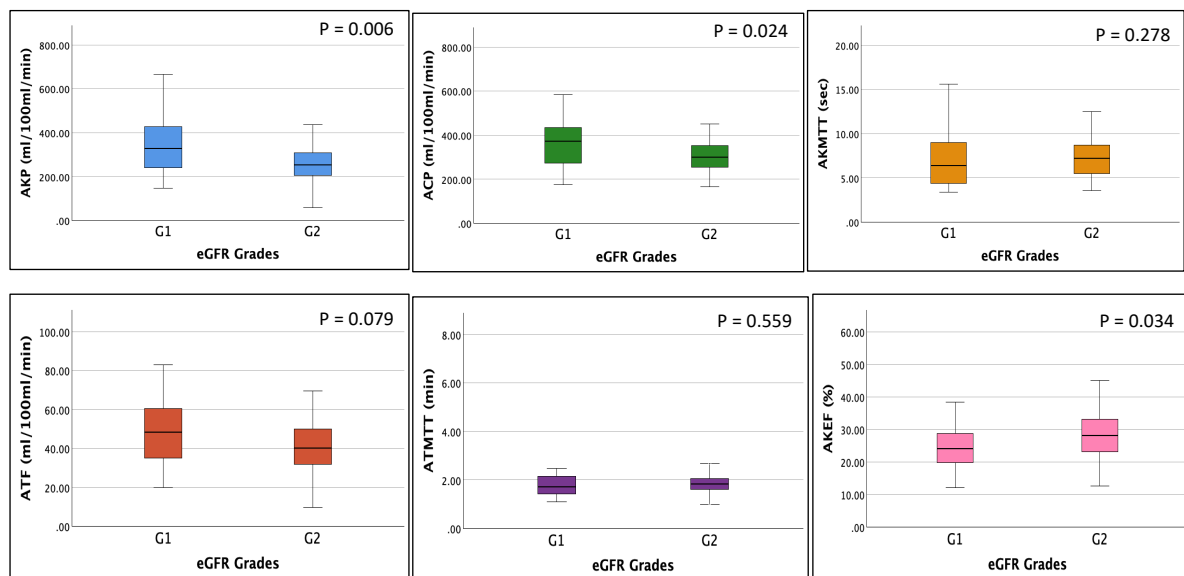 P = 0.006
AKP (ml/100ml/min)
800.00
600.00
400.00
200.00
.00
G1 G2
eGFR Grades
P = 0.024
ACP (ml/100ml/min)
800.00
600.00
400.00
200.00
.00
G1 G2
eGFR Grades
P = 0.278
AKMTT (sec)
20.00
15.00
10.00
5.00
.00
G1 G2
eGFR Grades
P = 0.079
ATF (ml/100ml/min)
100.00
80.00
60.00
40.00
20.00
.00
G1 G2
eGFR Grades
P = 0.559
ATMTT (min)
8.00
6.00
4.00
2.00
.00
G1 G2
eGFR Grades
P = 0.034
AKEF (%)
60.00
50.00
40.00
30.00
20.00
10.00
.00
G1 G2
eGFR Grades